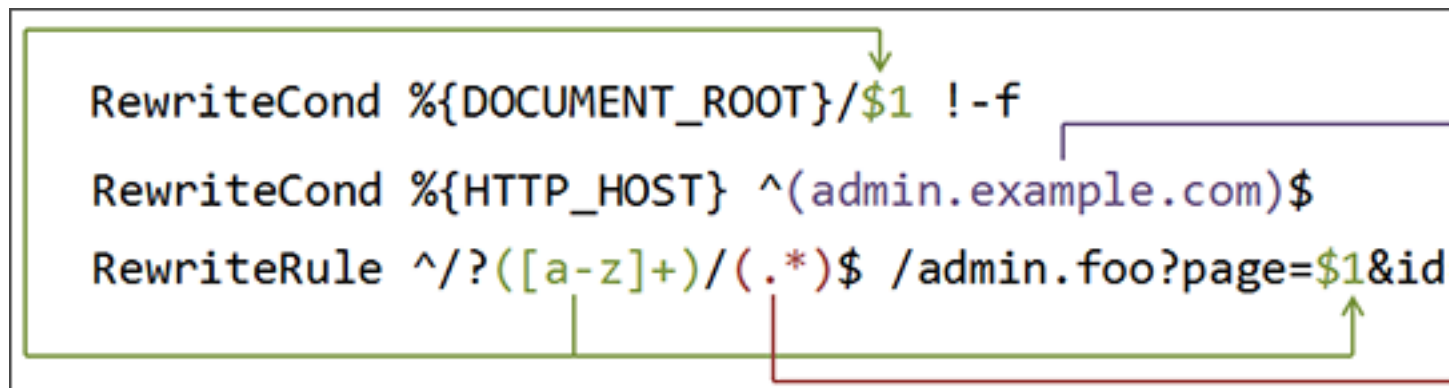 RewriteCond %{DOCUMENT_ROOT}/$1 !-f
RewriteCond %{HTTP_HOST} ^(admin.example.com)$
RewriteRule ^/?([a-z]+)/(.*)$ /admin.foo?page=$1&id